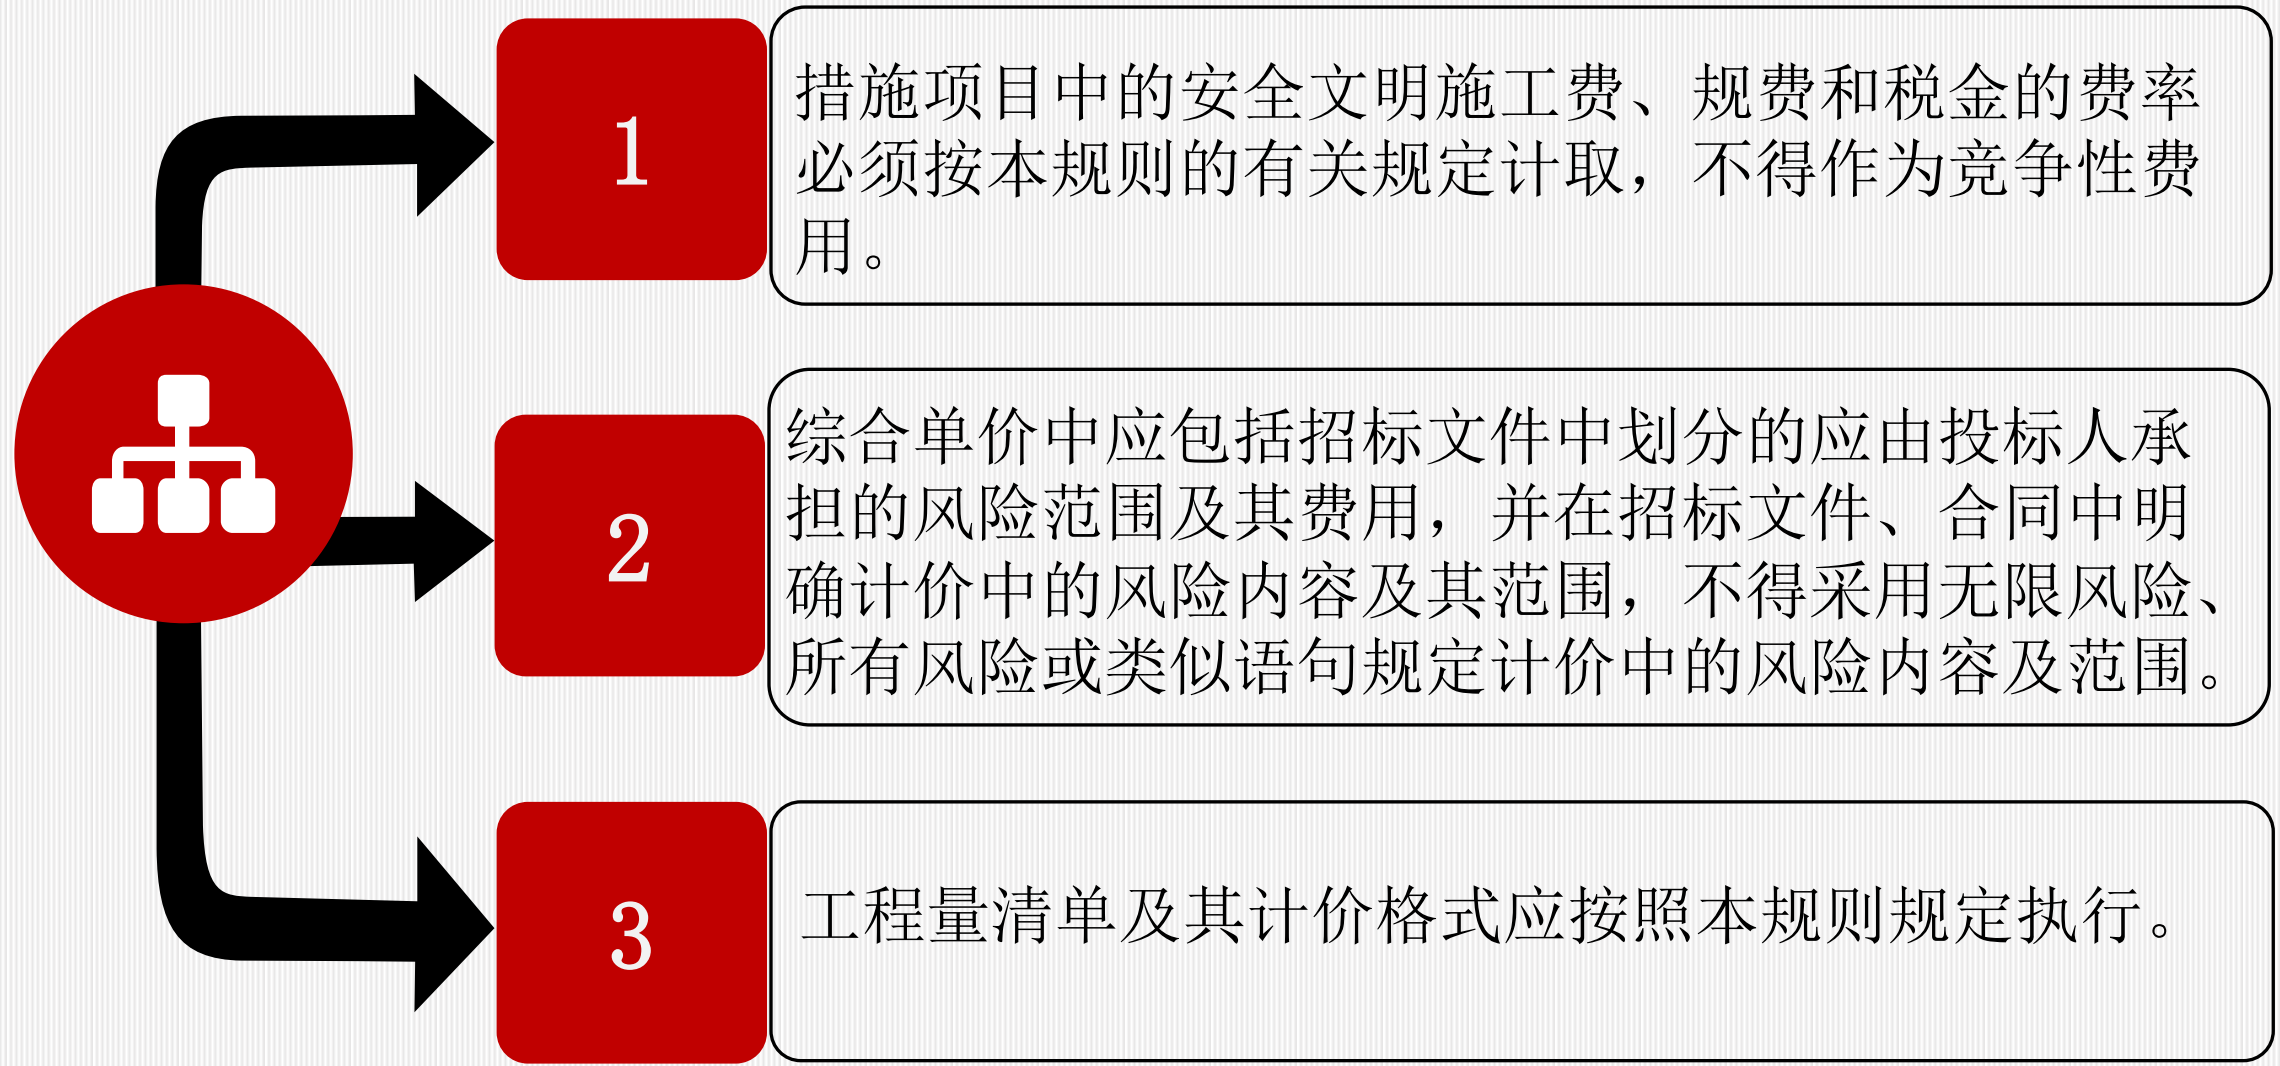 1
措施项目中的安全文明施工费、规费和税金的费率
必须按本规则的有关规定计取，不得作为竞争性费
用。
2
综合单价中应包括招标文件中划分的应由投标人承
担的风险范围及其费用，并在招标文件、合同中明
确计价中的风险内容及其范围，不得采用无限风险、
所有风险或类似语句规定计价中的风险内容及范围。
3
工程量清单及其计价格式应按照本规则规定执行。